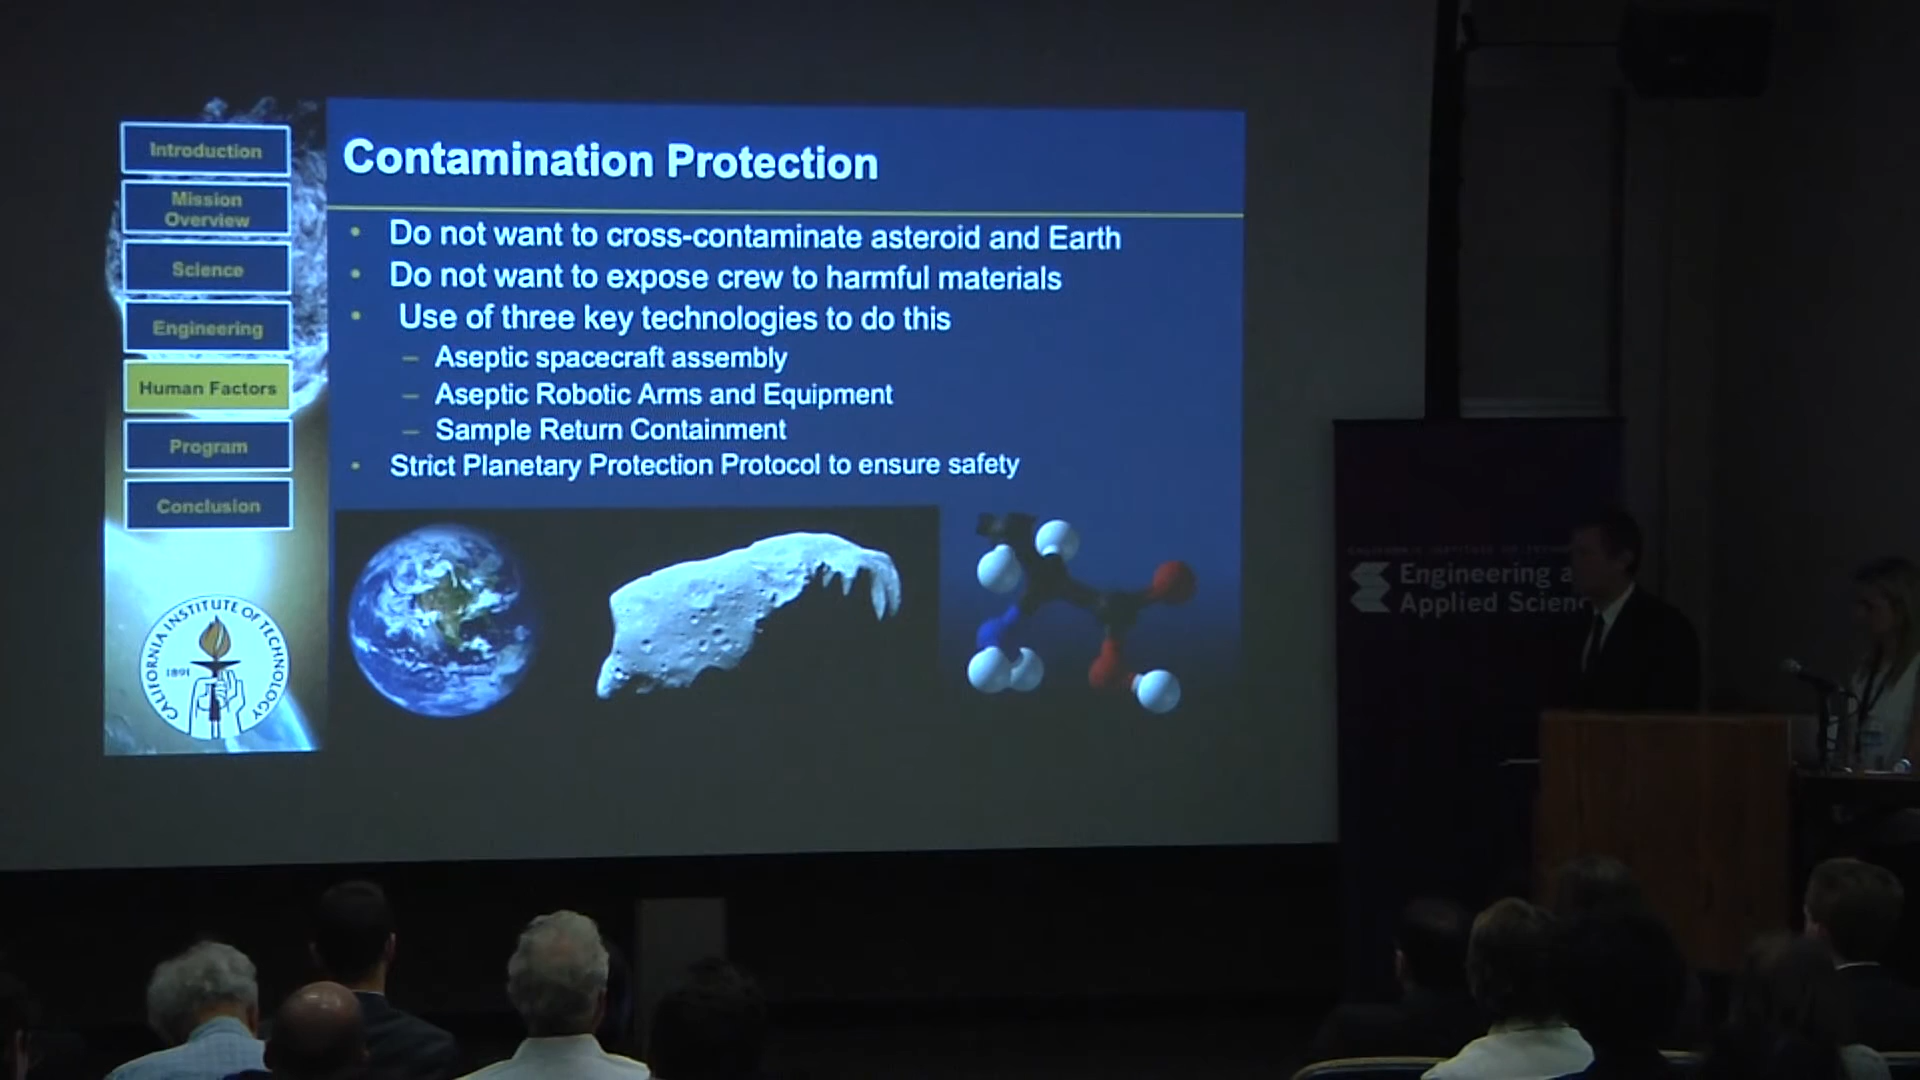 Introduction
Mission
Overview
Science
Engineering
Human Factors
Program
Conclusion
CALIFORNIA INSTITUTE OF TECHNOLOGY
1891
Contamination Protection
• Do not want to cross-contaminate asteroid and Earth
• Do not want to expose crew to harmful materials
• Use of three key technologies to do this
– Aseptic spacecraft assembly
– Aseptic Robotic Arms and Equipment
– Sample Return Containment
• Strict Planetary Protection Protocol to ensure safety
CALIFORNIA INSTITUTE OF
Engineering a
Applied Scien